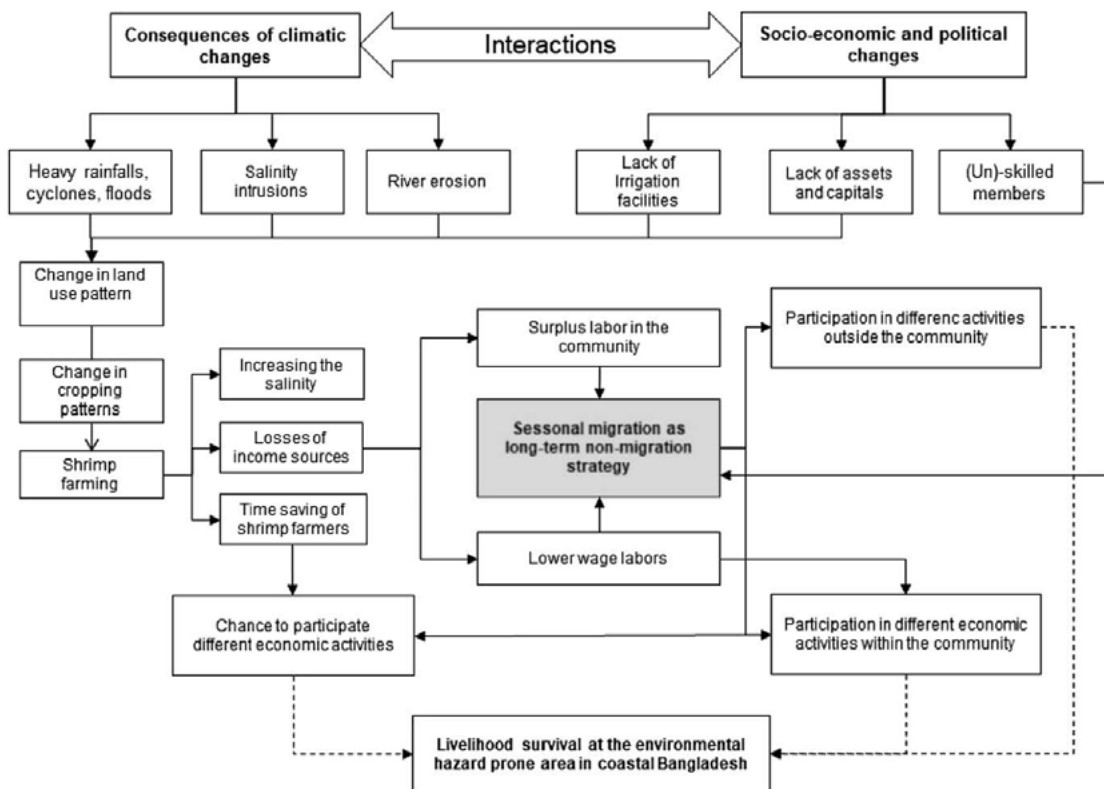 Consequences of climatic
changes
Interactions
Socio-economic and political
changes
Heavy rainfalls,
cyclones, floods
Salinity
intrusions
River erosion
Lack of
Irrigation
facilities
Lack of assets
and capitals
(Un)-skilled
members
Change in land
use pattern
Surplus labor in the
community
Participation in differenc activities
outside the community
Change in
cropping
patterns
Increasing the
salinity
Sessonal migration as
long-term non-migration
strategy
Losses of
income sources
Shrimp
farming
Time saving of
shrimp farmers
Lower wage labors
Chance to participate
different economic activities
Participation in different economic
activities within the community
Livelihood survival at the environmental
hazard prone area in coastal Bangladesh